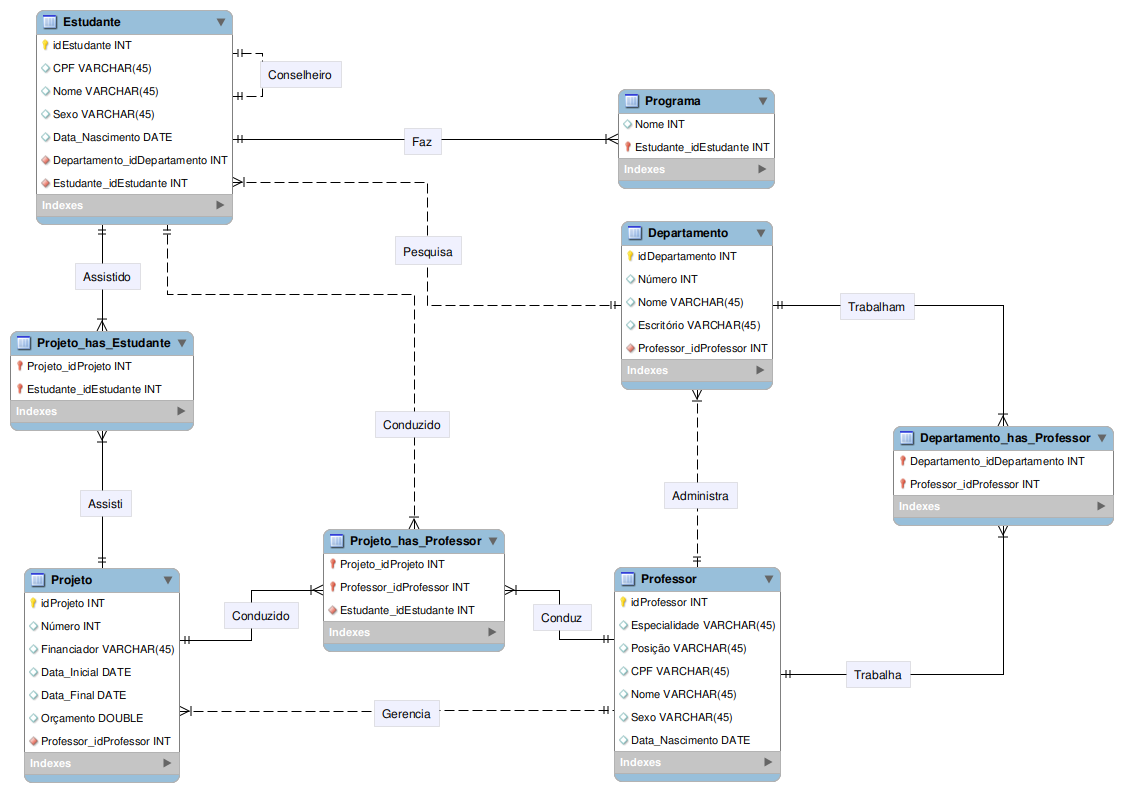 Estudante
idEstudante INT
CPF VARCHAR(45)
Nome VARCHAR(45)
Sexo VARCHAR(45)
Data_Nascimento DATE
Departamento_idDepartamento INT
Estudante_idEstudante INT
Indexes
Conselheiro
Faz
Programa
Nome INT
Estudante_idEstudante INT
Indexes
Pesquisa
Assistido
Departamento
idDepartamento INT
Número INT
Nome VARCHAR(45)
Escritório VARCHAR(45)
Professor_idProfessor INT
Indexes
Trabalham
Projeto_has_Estudante
Projeto_idProjeto INT
Estudante_idEstudante INT
Indexes
Conduzido
Departamento_has_Professor
Departamento_idDepartamento INT
Professor_idProfessor INT
Indexes
Assisti
Administra
Projeto_has_Professor
Projeto_idProjeto INT
Professor_idProfessor INT
Estudante_idEstudante INT
Indexes
Projeto
idProjeto INT
Número INT
Financiador VARCHAR(45)
Data_Inicial DATE
Data_Final DATE
Orçamento DOUBLE
Professor_idProfessor INT
Indexes
Conduzido
Conduz
Professor
idProfessor INT
Especialidade VARCHAR(45)
Posição VARCHAR(45)
CPF VARCHAR(45)
Nome VARCHAR(45)
Sexo VARCHAR(45)
Data_Nascimento DATE
Indexes
Trabalha
Gerencia